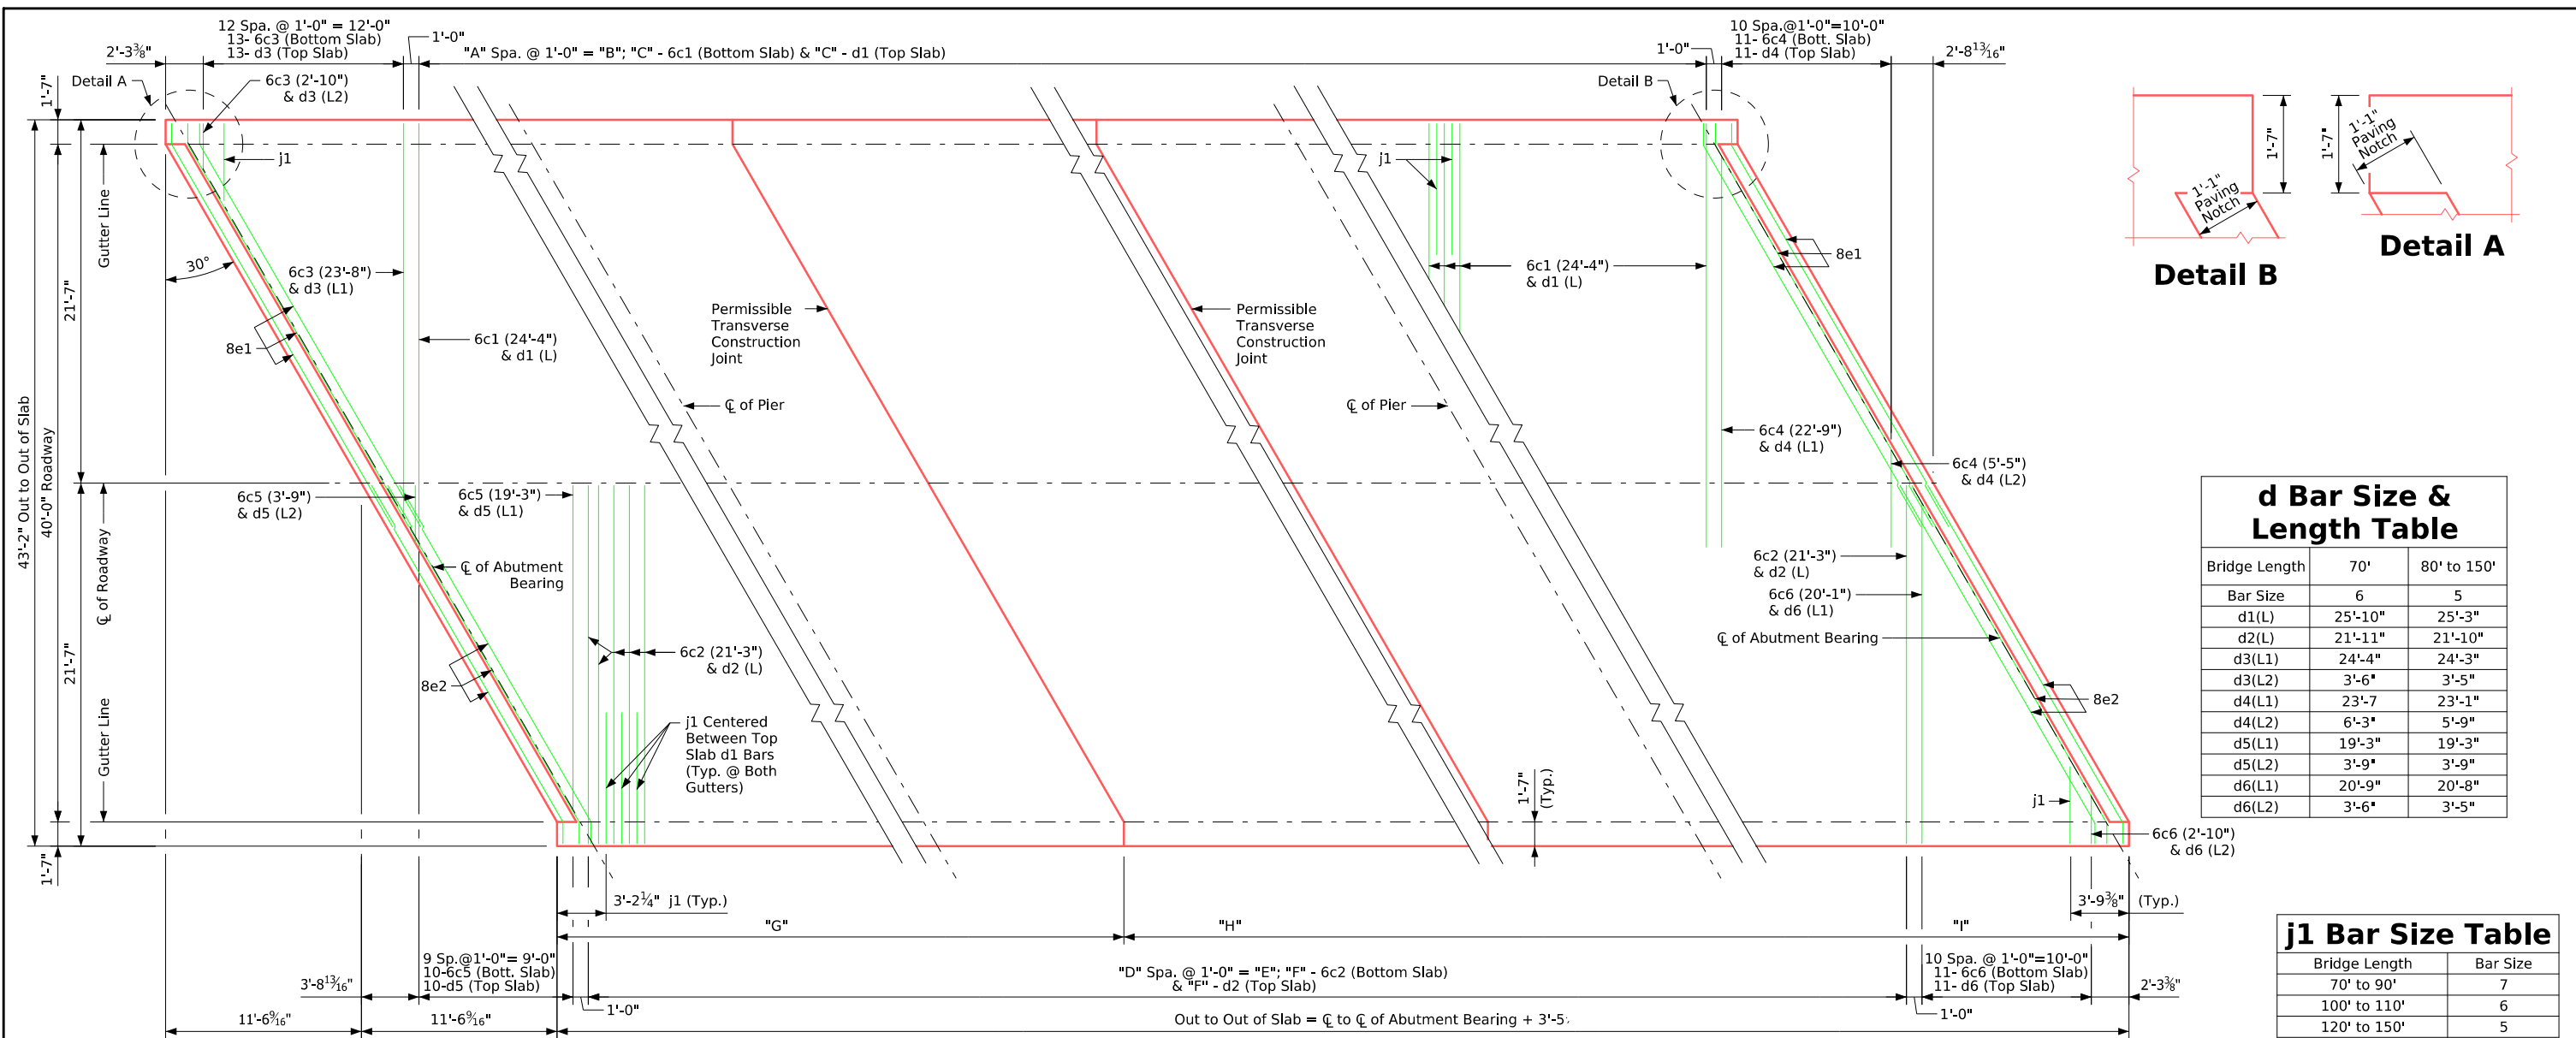 12 Spa. @ 1'-0" = 12'-0"
13- 6c3 (Bottom Slab)
13- d3 (Top Slab)
2'-3⅜"
1'-0"
"A" Spa. @ 1'-0" = "B"; "C" - 6c1 (Bottom Slab) & "C" - d1 (Top Slab)
1'-0"
10 Spa.@1'-0"=10'-0"
11- 6c4 (Bott. Slab)
11- d4 (Top Slab)
2'-8¹³⁄₁₆"
Detail A
6c3 (2'-10")
& d3 (L2)
Detail B
1'-7"
j1
j1
43'-2" Out to Out of Slab
40'-0" Roadway
21'-7"
Gutter Line
30°
6c3 (23'-8")
& d3 (L1)
8e1
6c1 (24'-4")
& d1 (L)
Permissible
Transverse
Construction
Joint
℄ of Pier
Permissible
Transverse
Construction
Joint
6c1 (24'-4")
& d1 (L)
8e1
℄ of Pier
6c4 (22'-9")
& d4 (L1)
6c4 (5'-5")
& d4 (L2)
6c5 (3'-9")
& d5 (L2)
6c5 (19'-3")
& d5 (L1)
℄ of Roadway
21'-7"
Gutter Line
1'-7"
℄ of Abutment
Bearing
8e2
6c2 (21'-3")
& d2 (L)
j1 Centered
Between Top
Slab d1 Bars
(Typ. @ Both
Gutters)
6c2 (21'-3")
& d2 (L)
6c6 (20'-1")
& d6 (L1)
℄ of Abutment Bearing
8e2
1'-7"
(Typ.)
j1
6c6 (2'-10")
& d6 (L2)
3'-2¼" j1 (Typ.)
3'-9⅜" (Typ.)
"G"
"H"
"I"
3'-8¹³⁄₁₆"
9 Sp.@1'-0"= 9'-0"
10-6c5 (Bott. Slab)
10-d5 (Top Slab)
1'-0"
"D" Spa. @ 1'-0" = "E"; "F" - 6c2 (Bottom Slab)
& "F" - d2 (Top Slab)
10 Spa. @ 1'-0"=10'-0"
11- 6c6 (Bottom Slab)
11- d6 (Top Slab)
1'-0"
2'-3⅜"
11'-6⁹⁄₁₆"
11'-6⁹⁄₁₆"
Out to Out of Slab = ℄ to ℄ of Abutment Bearing + 3'-5
1'-1"
Paving
Notch
1'-7"
Detail B
1'-7"
1'-1"
Paving
Notch
Detail A
d Bar Size &
Length Table
Bridge Length 70' 80' to 150'
Bar Size 6 5
d1(L) 25'-10" 25'-3"
d2(L) 21'-11" 21'-10"
d3(L1) 24'-4" 24'-3"
d3(L2) 3'-6" 3'-5"
d4(L1) 23'-7 23'-1"
d4(L2) 6'-3" 5'-9"
d5(L1) 19'-3" 19'-3"
d5(L2) 3'-9" 3'-9"
d6(L1) 20'-9" 20'-8"
d6(L2) 3'-6" 3'-5"
j1 Bar Size Table
Bridge Length Bar Size
70' to 90' 7
100' to 110' 6
120' to 150' 5